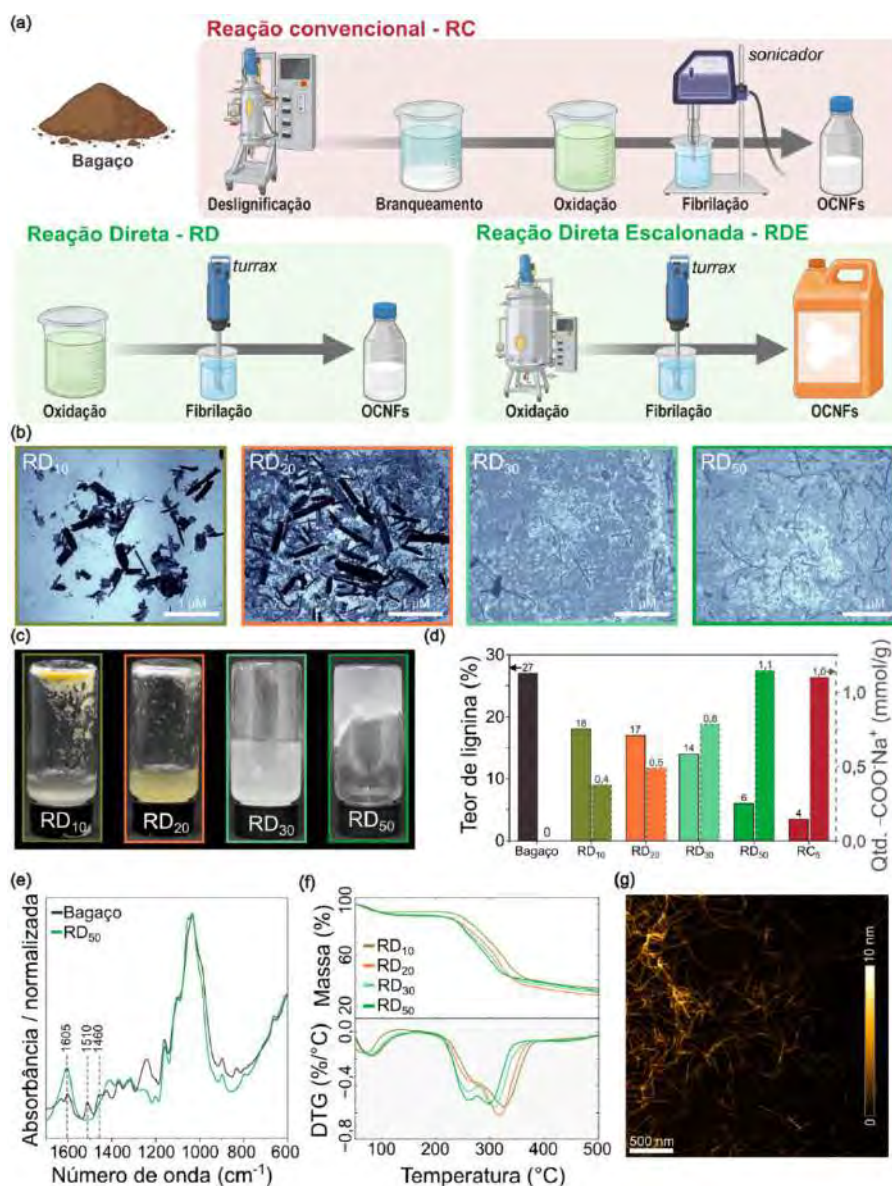 (a)
Reação convencional - RC
sonicador
Bagaço
Deslignificação
Branqueamento
Oxidação
Fibrilação
OCNFs
Reação Direta - RD
turrax
Oxidação
Fibrilação
OCNFs
Reação Direta Escalonada - RDE
turrax
Oxidação
Fibrilação
OCNFs
(b)
RD10
1 µM
RD20
1 µM
RD30
1 µM
RD50
1 µM
(c)
RD10
RD20
RD30
RD50
(d)
Teor de lignina (%)
30
20
10
0
27
0
18
0,4
17
0,5
14
0,8
6
1,1
4
1,0
Bagaço
RD10
RD20
RD30
RD50
RC5
1,0
0,5
0,0
Qtd. -COO-Na+ (mmol/g)
(e)
Absorbância / normalizada
Bagaço
RD50
1605
1510
1460
1600
1400
1200
1000
800
600
Número de onda (cm-1)
(f)
Massa (%)
100
60
20
RD10
RD20
RD30
RD50
DTG (%/°C)
0.0
−0.4
−0.8
100
200
300
400
500
Temperatura (°C)
(g)
10 nm
0
500 nm